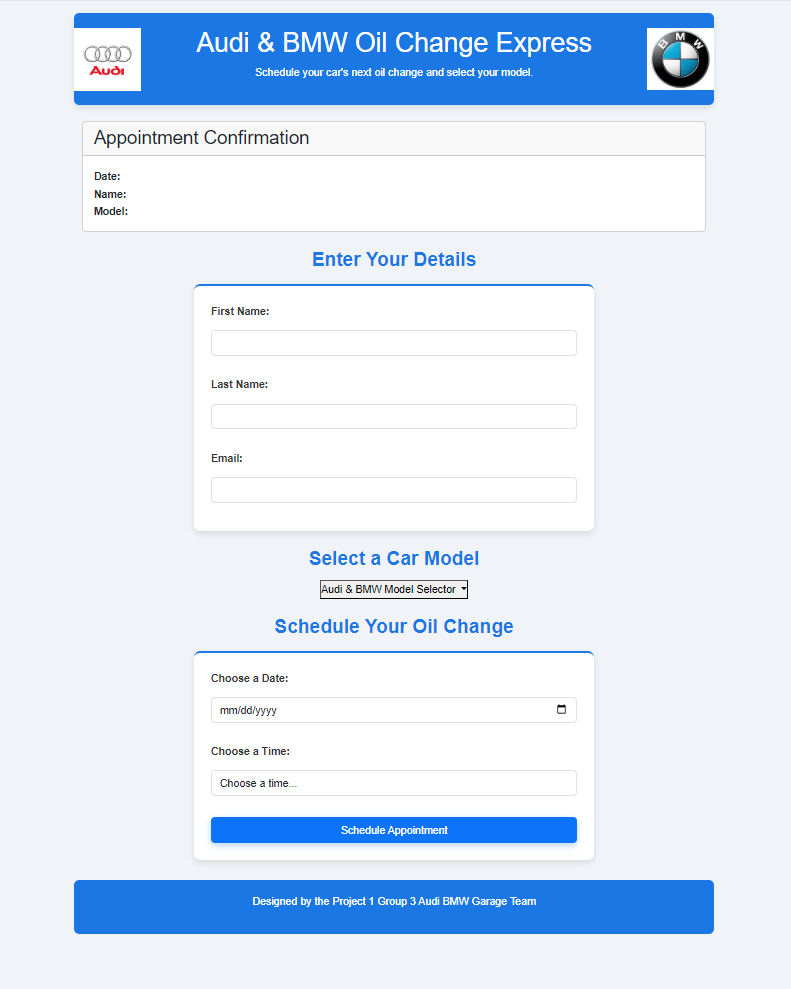 Audi
Audi & BMW Oil Change Express
Schedule your car's next oil change and select your model.
BMW
Appointment Confirmation
Date:
Name:
Model:
Enter Your Details
First Name:
Last Name:
Email:
Select a Car Model
Audi & BMW Model Selector
Schedule Your Oil Change
Choose a Date:
mm/dd/yyyy
Choose a Time:
Choose a time...
Schedule Appointment
Designed by the Project 1 Group 3 Audi BMW Garage Team